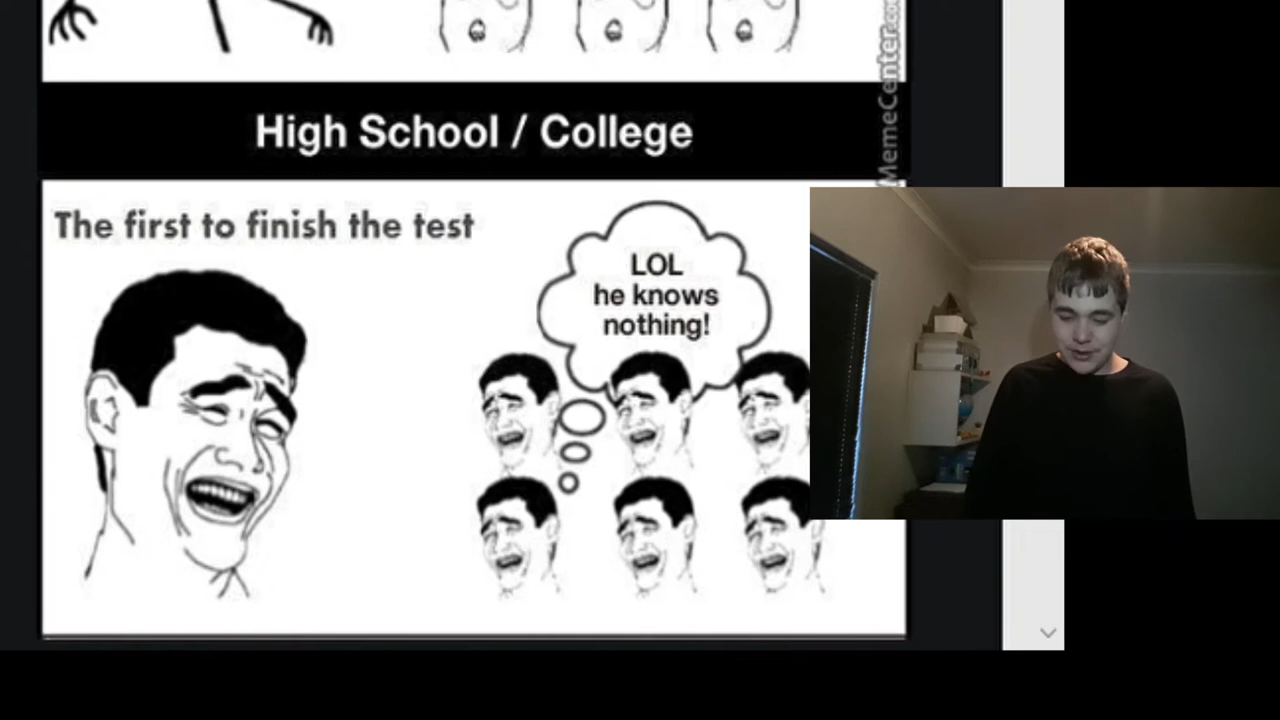 MemeCenter.com
High School / College
The first to finish the test
LOL
he knows
nothing!